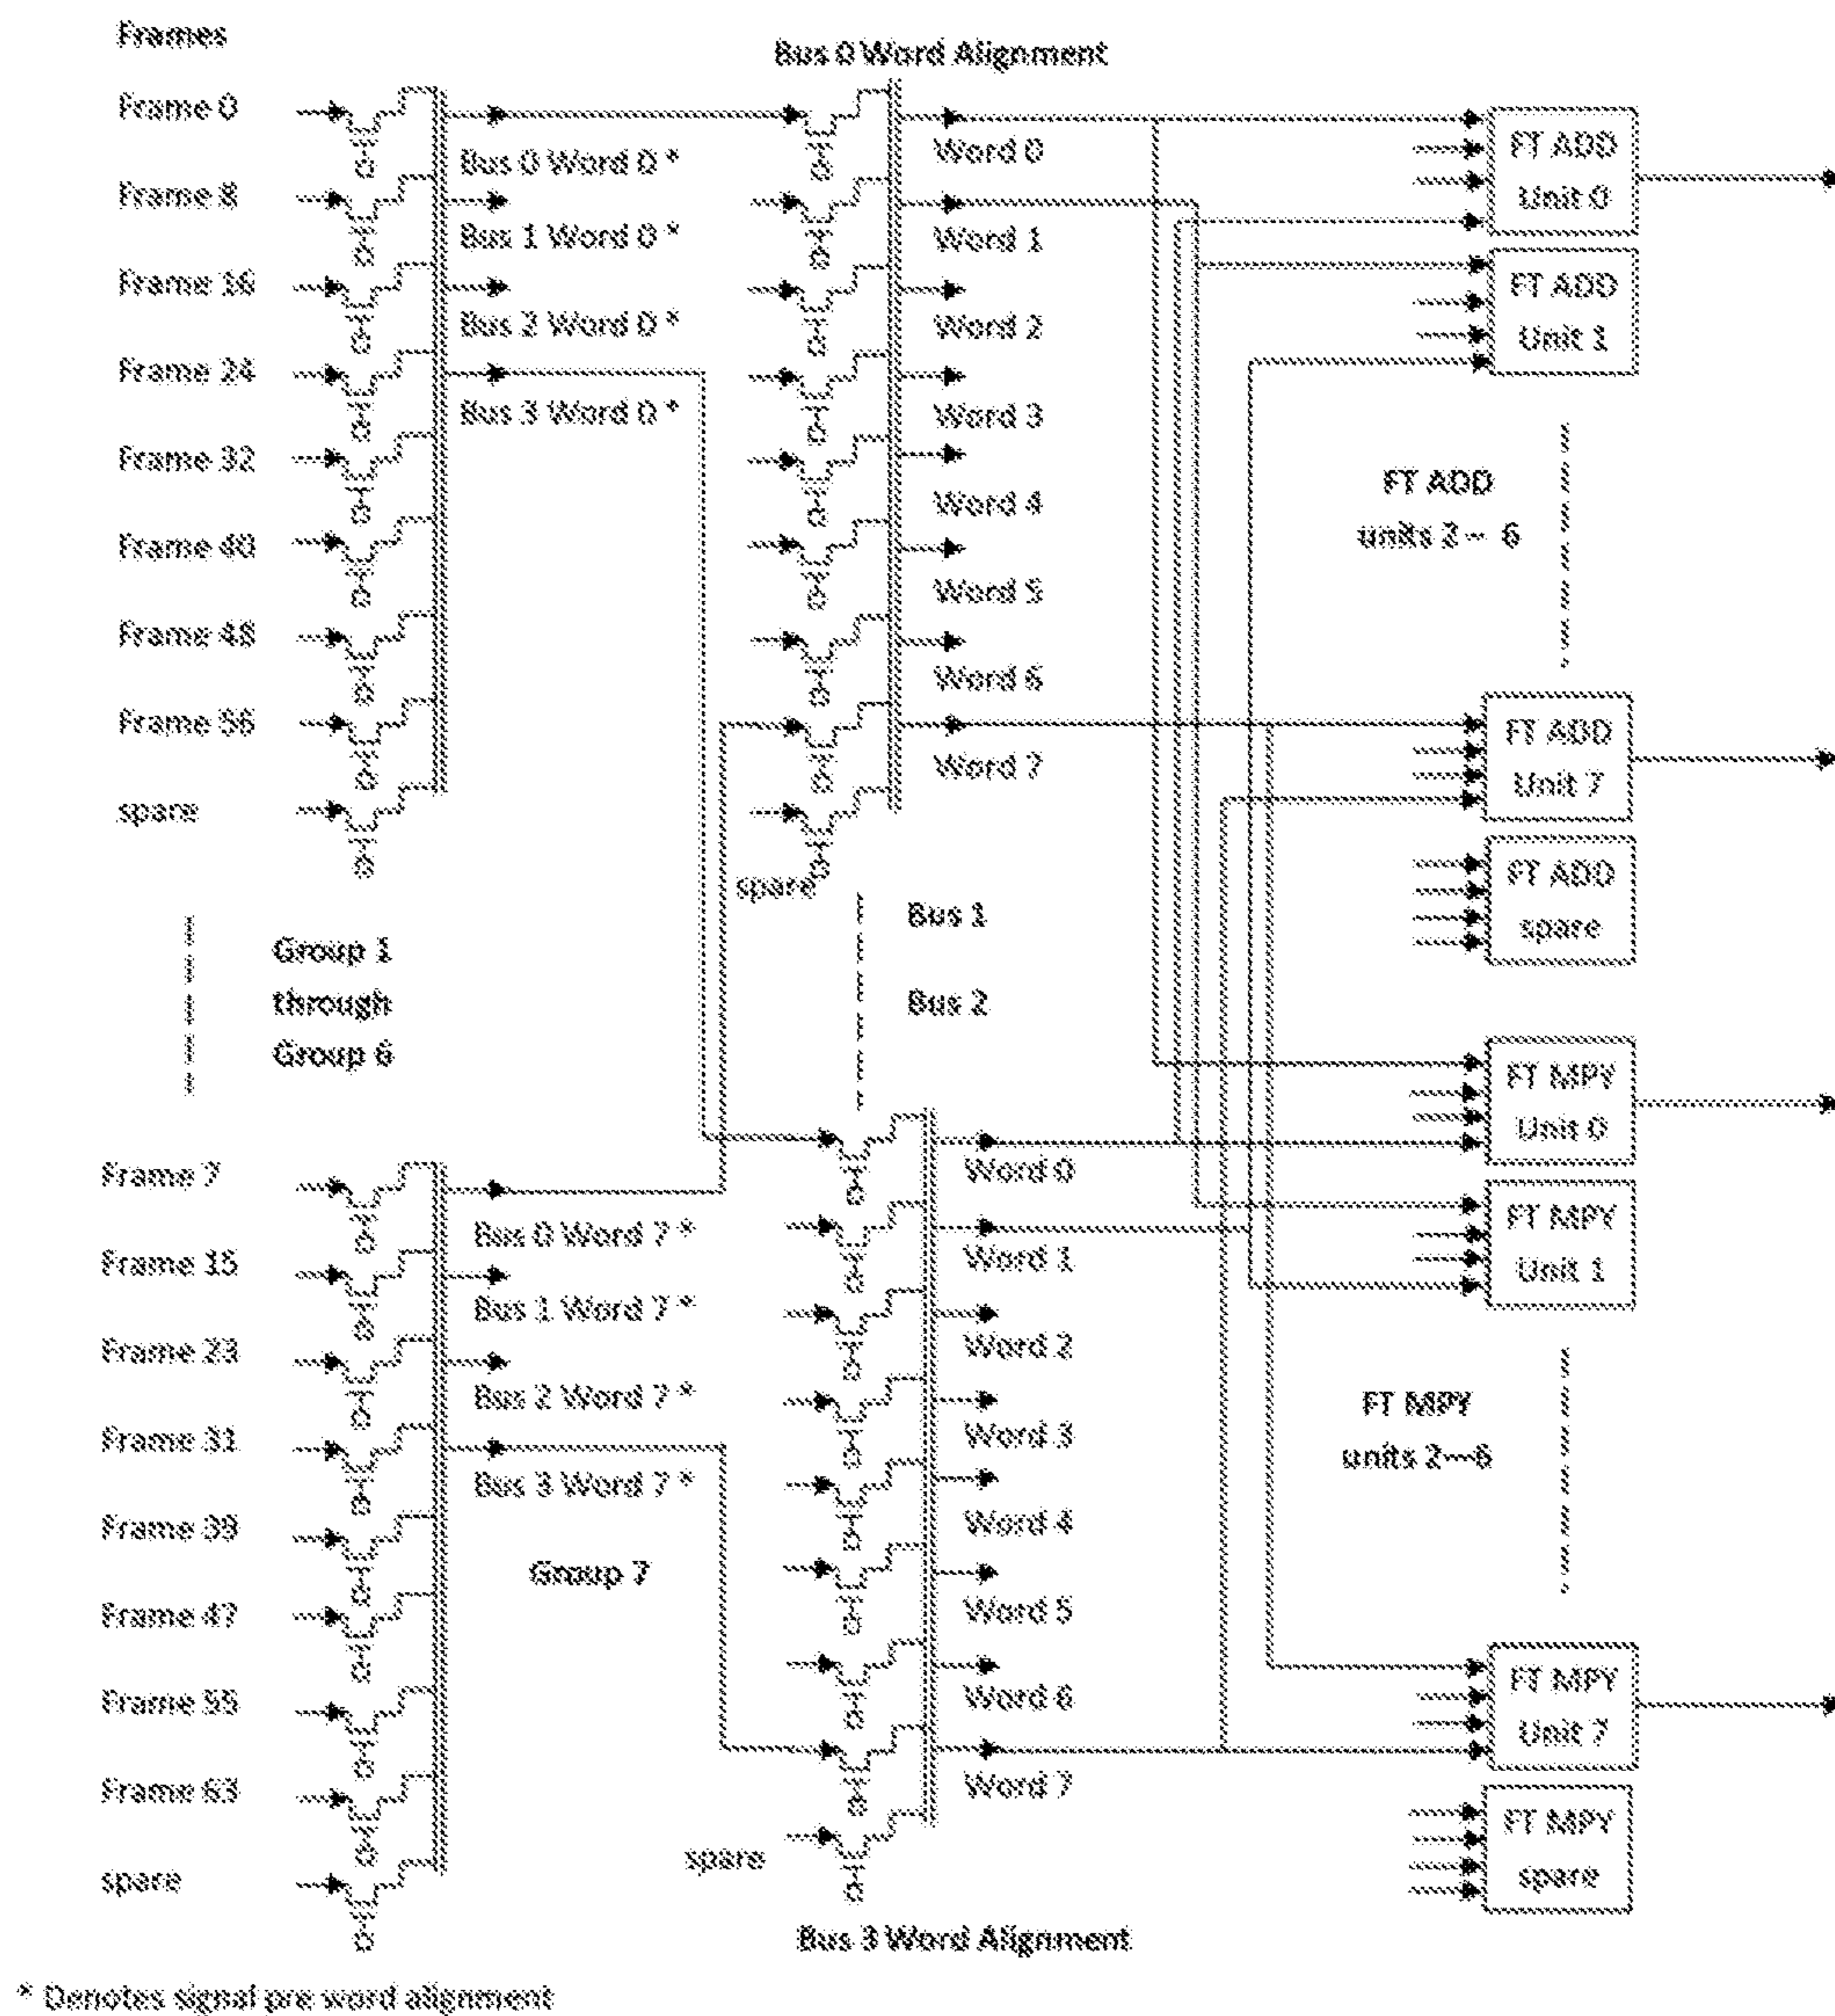 Frames
Bus 0 Word Alignment
Frame 0
Frame 8
Frame 16
Frame 24
Frame 32
Frame 40
Frame 48
Frame 56
spare
Bus 0 Word 0 *
Bus 1 Word 0 *
Bus 2 Word 0 *
Bus 3 Word 0 *
Word 0
Word 1
Word 2
Word 3
Word 4
Word 5
Word 6
Word 7
spare
FT ADD
Unit 0
FT ADD
Unit 1
FT ADD
units 2 - 6
FT ADD
Unit 7
FT ADD
spare
Group 1
through
Group 6
Bus 1
Bus 2
Frame 7
Frame 15
Frame 23
Frame 31
Frame 39
Frame 47
Frame 55
Frame 63
spare
Bus 0 Word 7 *
Bus 1 Word 7 *
Bus 2 Word 7 *
Bus 3 Word 7 *
Group 7
Word 0
Word 1
Word 2
Word 3
Word 4
Word 5
Word 6
Word 7
spare
Bus 3 Word Alignment
FT MPY
Unit 0
FT MPY
Unit 1
FT MPY
units 2—6
FT MPY
Unit 7
FT MPY
spare
* Denotes signal pre word alignment